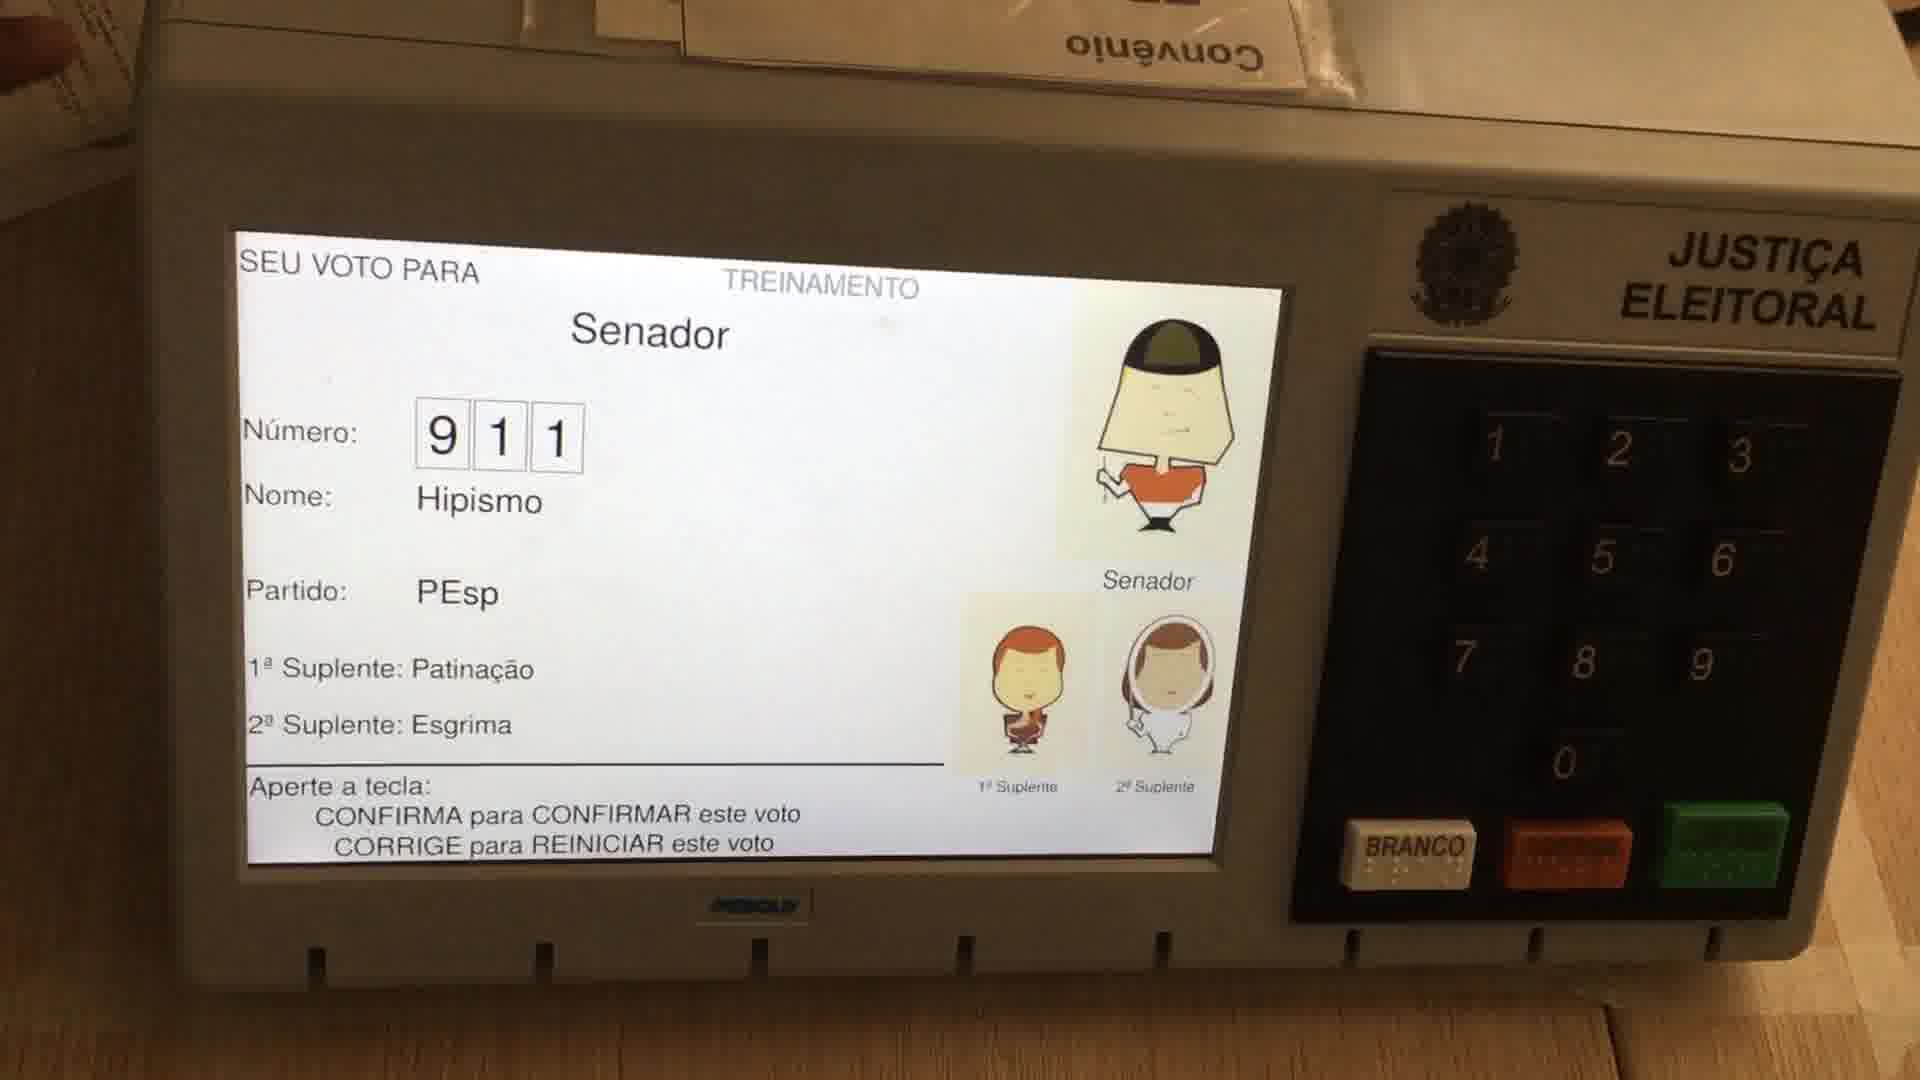 Convênio
SEU VOTO PARA
TREINAMENTO
Senador
Número: 9 1 1
Nome: Hipismo
Partido: PEsp
1ª Suplente: Patinação
2ª Suplente: Esgrima
Senador
1ª Suplente
2ª Suplente
Aperte a tecla:
CONFIRMA para CONFIRMAR este voto
CORRIGE para REINICIAR este voto
JUSTIÇA
ELEITORAL
1 2 3
4 5 6
7 8 9
0
BRANCO